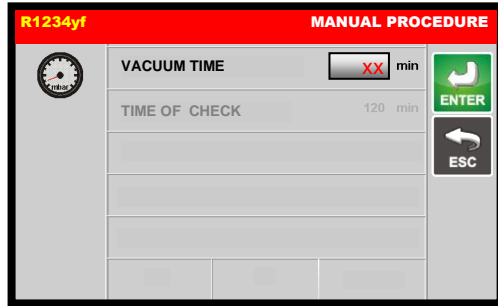 R1234yf MANUAL PROCEDURE
mbar
VACUUM TIME XX min
ENTER
TIME OF CHECK 120 min
ESC